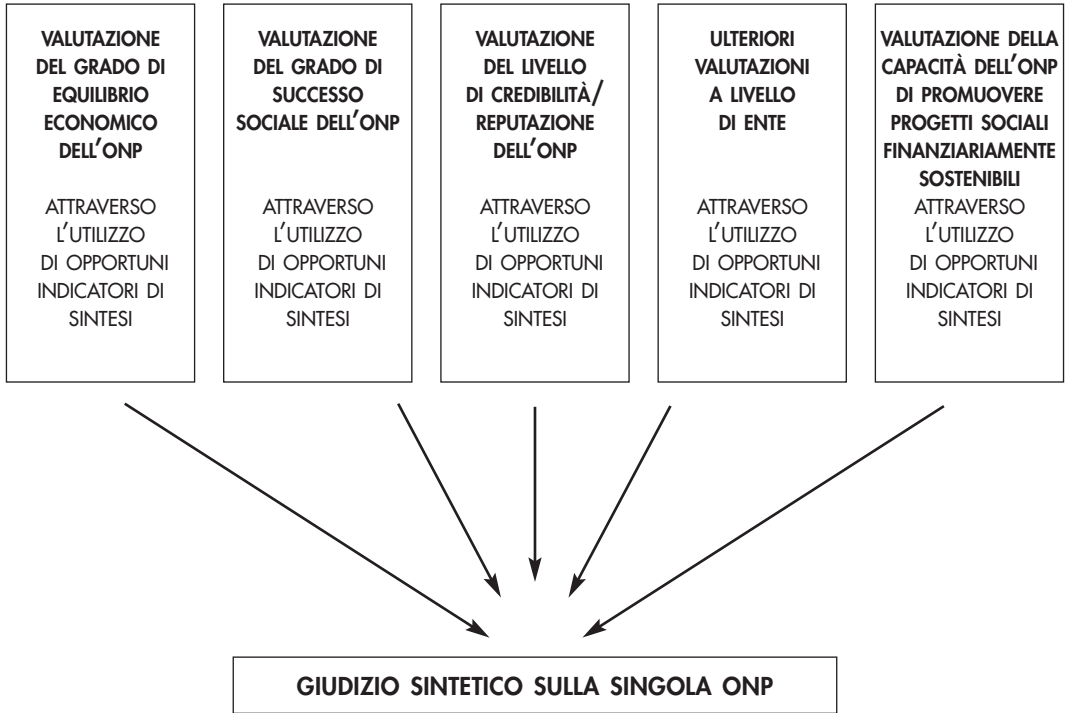 VALUTAZIONE
DEL GRADO DI
EQUILIBRIO
ECONOMICO
DELL'ONP
ATTRAVERSO
L'UTILIZZO
DI OPPORTUNI
INDICATORI DI
SINTESI
VALUTAZIONE
DEL GRADO DI
SUCCESSO
SOCIALE DELL'ONP
ATTRAVERSO
L'UTILIZZO
DI OPPORTUNI
INDICATORI DI
SINTESI
VALUTAZIONE
DEL LIVELLO
DI CREDIBILITÀ/
REPUTAZIONE
DELL'ONP
ATTRAVERSO
L'UTILIZZO
DI OPPORTUNI
INDICATORI DI
SINTESI
ULTERIORI
VALUTAZIONI
A LIVELLO
DI ENTE
ATTRAVERSO
L'UTILIZZO
DI OPPORTUNI
INDICATORI DI
SINTESI
VALUTAZIONE DELLA
CAPACITÀ DELL'ONP
DI PROMUOVERE
PROGETTI SOCIALI
FINANZIARIAMENTE
SOSTENIBILI
ATTRAVERSO
L'UTILIZZO
DI OPPORTUNI
INDICATORI DI
SINTESI
GIUDIZIO SINTETICO SULLA SINGOLA ONP